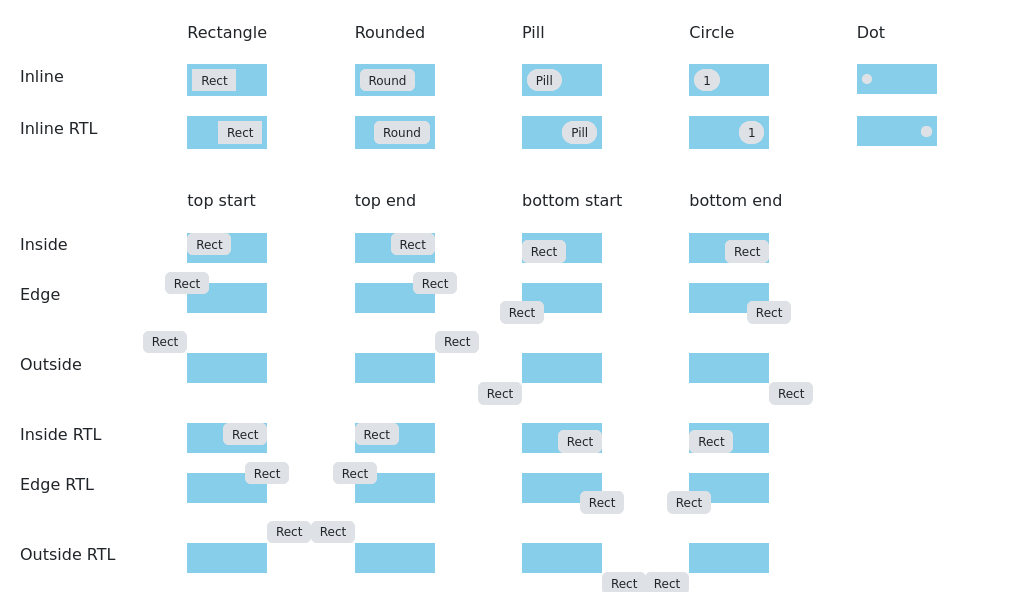 Rectangle Rounded Pill Circle Dot
Inline Rect Round Pill 1
Inline RTL Rect Round Pill 1
top start top end bottom start bottom end
Inside Rect Rect Rect Rect
Edge Rect Rect Rect Rect
Outside Rect Rect Rect Rect
Inside RTL Rect Rect Rect Rect
Edge RTL Rect Rect Rect Rect
Outside RTL Rect Rect Rect Rect